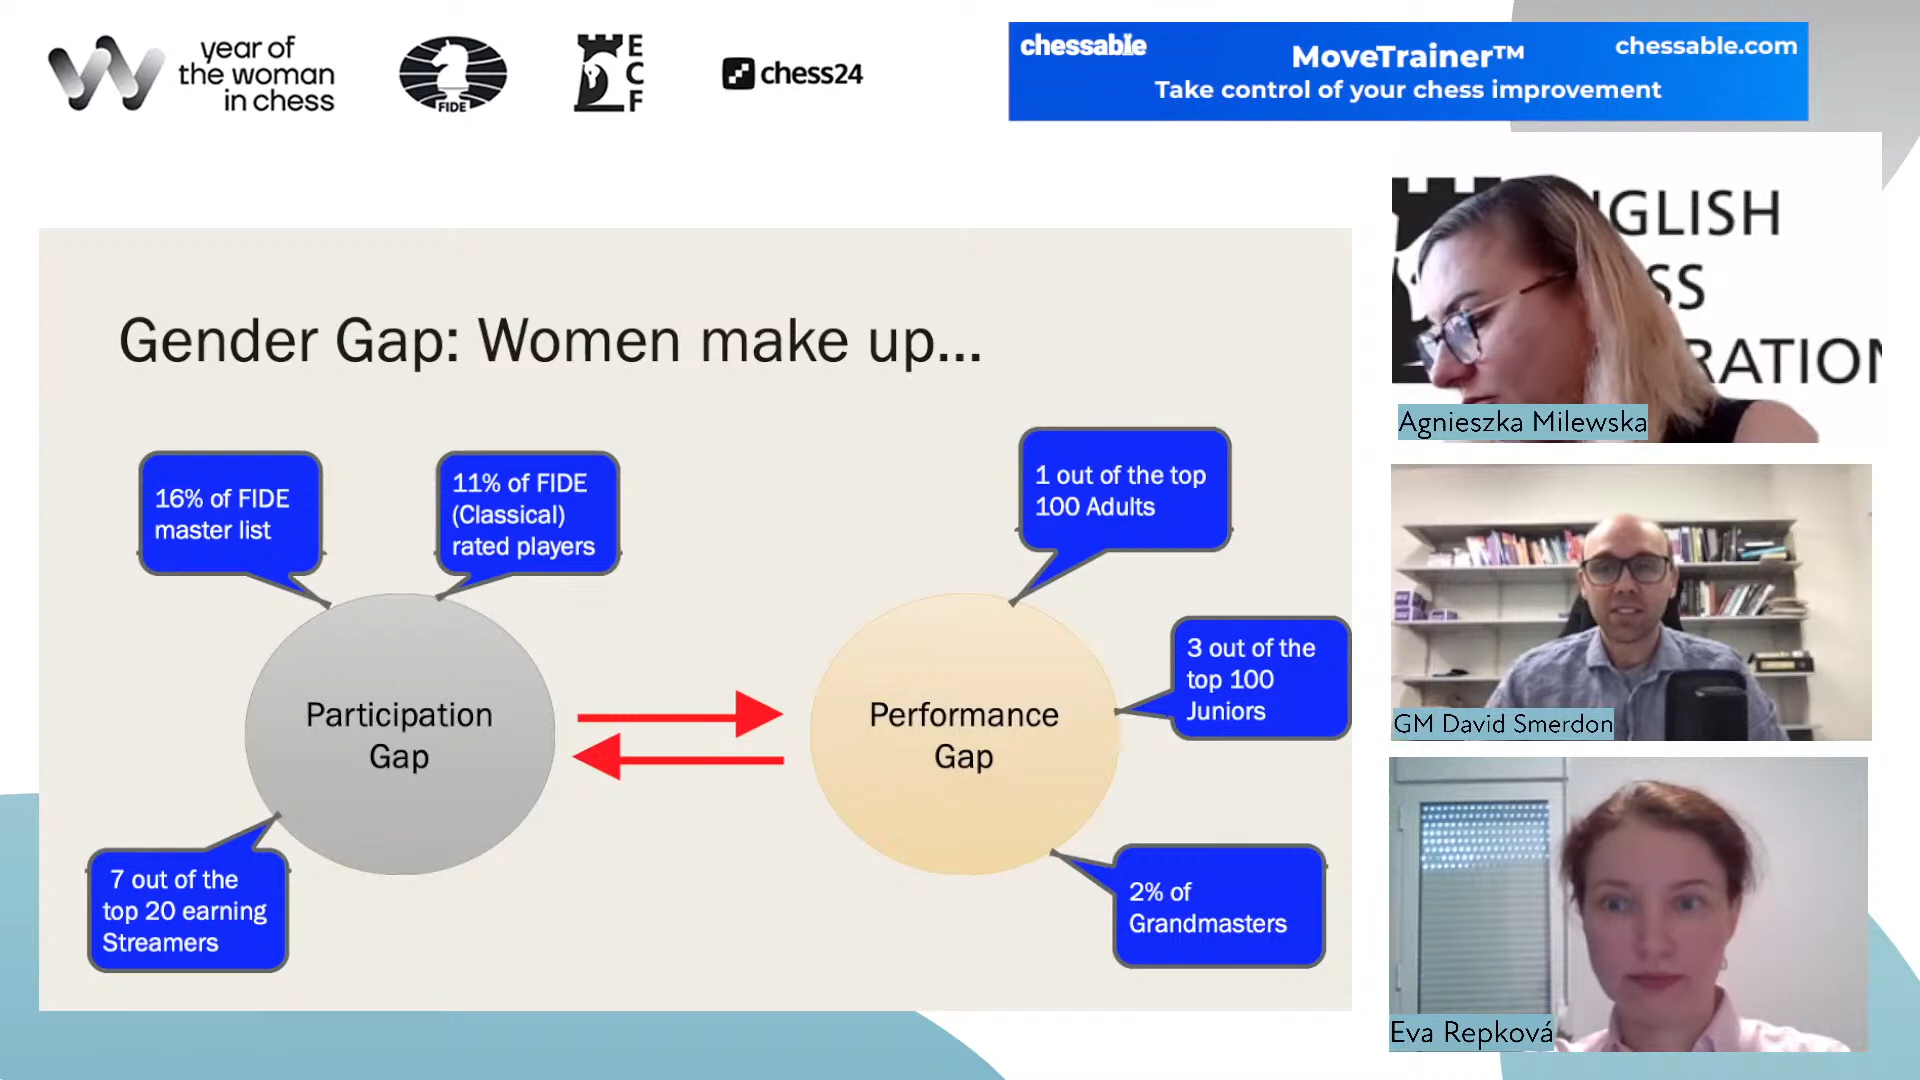 year of
the woman
in chess
FIDE
E
C
F
chess24
chessable
MoveTrainer™
chessable.com
Take control of your chess improvement
Gender Gap: Women make up...
16% of FIDE
master list
11% of FIDE
(Classical)
rated players
1 out of the top
100 Adults
3 out of the
top 100
Juniors
Participation
Gap
Performance
Gap
7 out of the
top 20 earning
Streamers
2% of
Grandmasters
GLISH
SS
RATION
Agnieszka Milewska
GM David Smerdon
Eva Repková